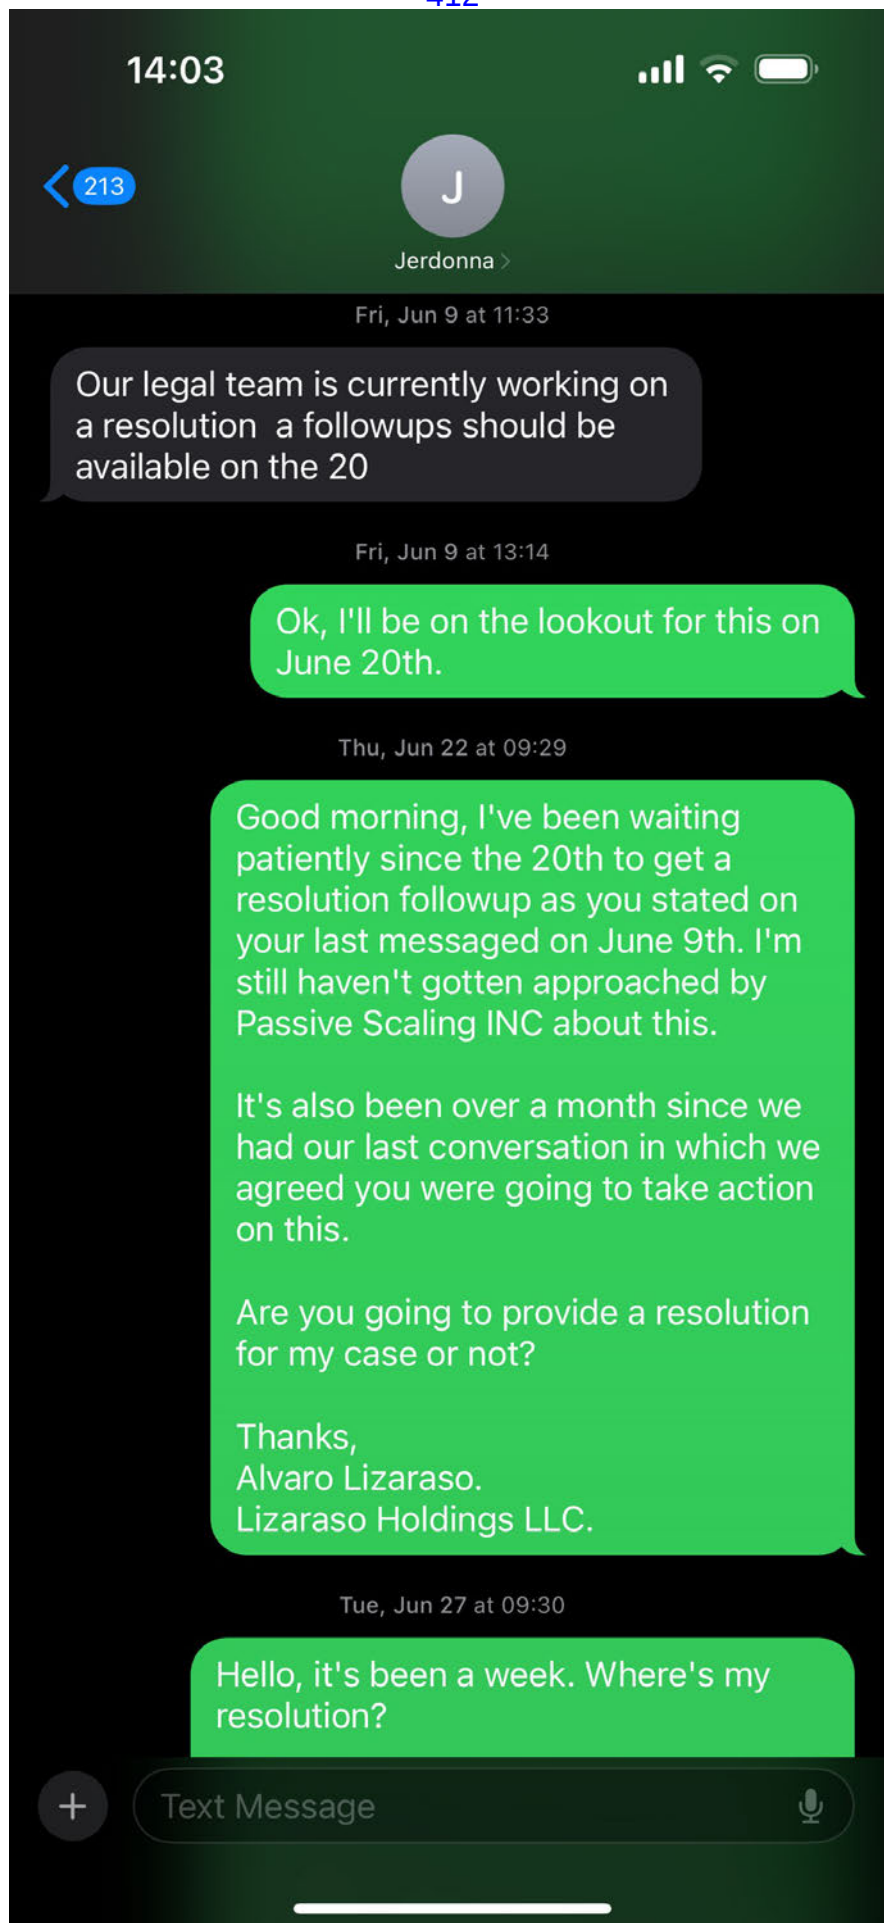 14:03
213
J
Jerdonna
Fri, Jun 9 at 11:33
Our legal team is currently working on
a resolution  a followups should be
available on the 20
Fri, Jun 9 at 13:14
Ok, I'll be on the lookout for this on
June 20th.
Thu, Jun 22 at 09:29
Good morning, I've been waiting
patiently since the 20th to get a
resolution followup as you stated on
your last messaged on June 9th. I'm
still haven't gotten approached by
Passive Scaling INC about this.
It's also been over a month since we
had our last conversation in which we
agreed you were going to take action
on this.
Are you going to provide a resolution
for my case or not?
Thanks,
Alvaro Lizaraso.
Lizaraso Holdings LLC.
Tue, Jun 27 at 09:30
Hello, it's been a week. Where's my
resolution?
Text Message